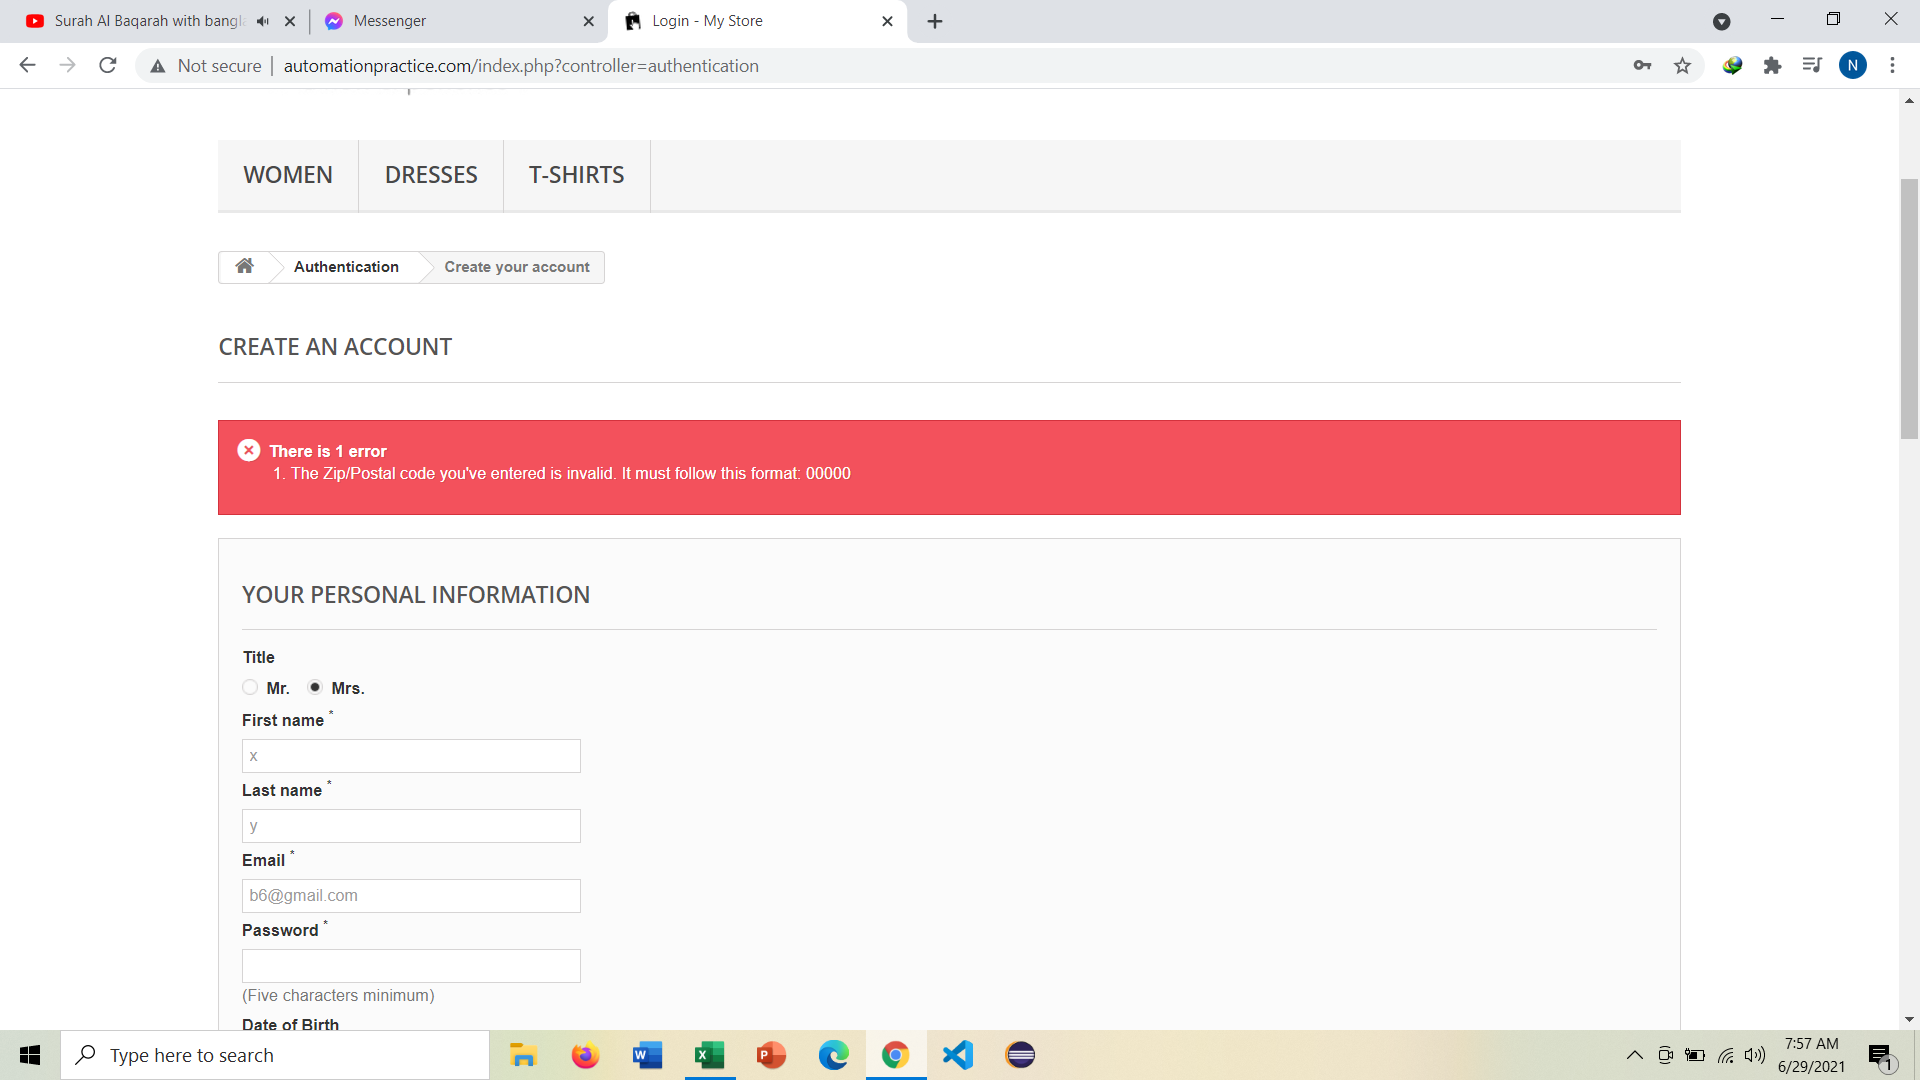 Surah Al Baqarah with bangla
Messenger
Login - My Store
Not secure
automationpractice.com/index.php?controller=authentication
N
WOMEN
DRESSES
T-SHIRTS
Authentication
Create your account
CREATE AN ACCOUNT
There is 1 error
1. The Zip/Postal code you've entered is invalid. It must follow this format: 00000
YOUR PERSONAL INFORMATION
Title
Mr.
Mrs.
First name *
x
Last name *
y
Email *
b6@gmail.com
Password *
(Five characters minimum)
Date of Birth
Type here to search
7:57 AM
6/29/2021
1